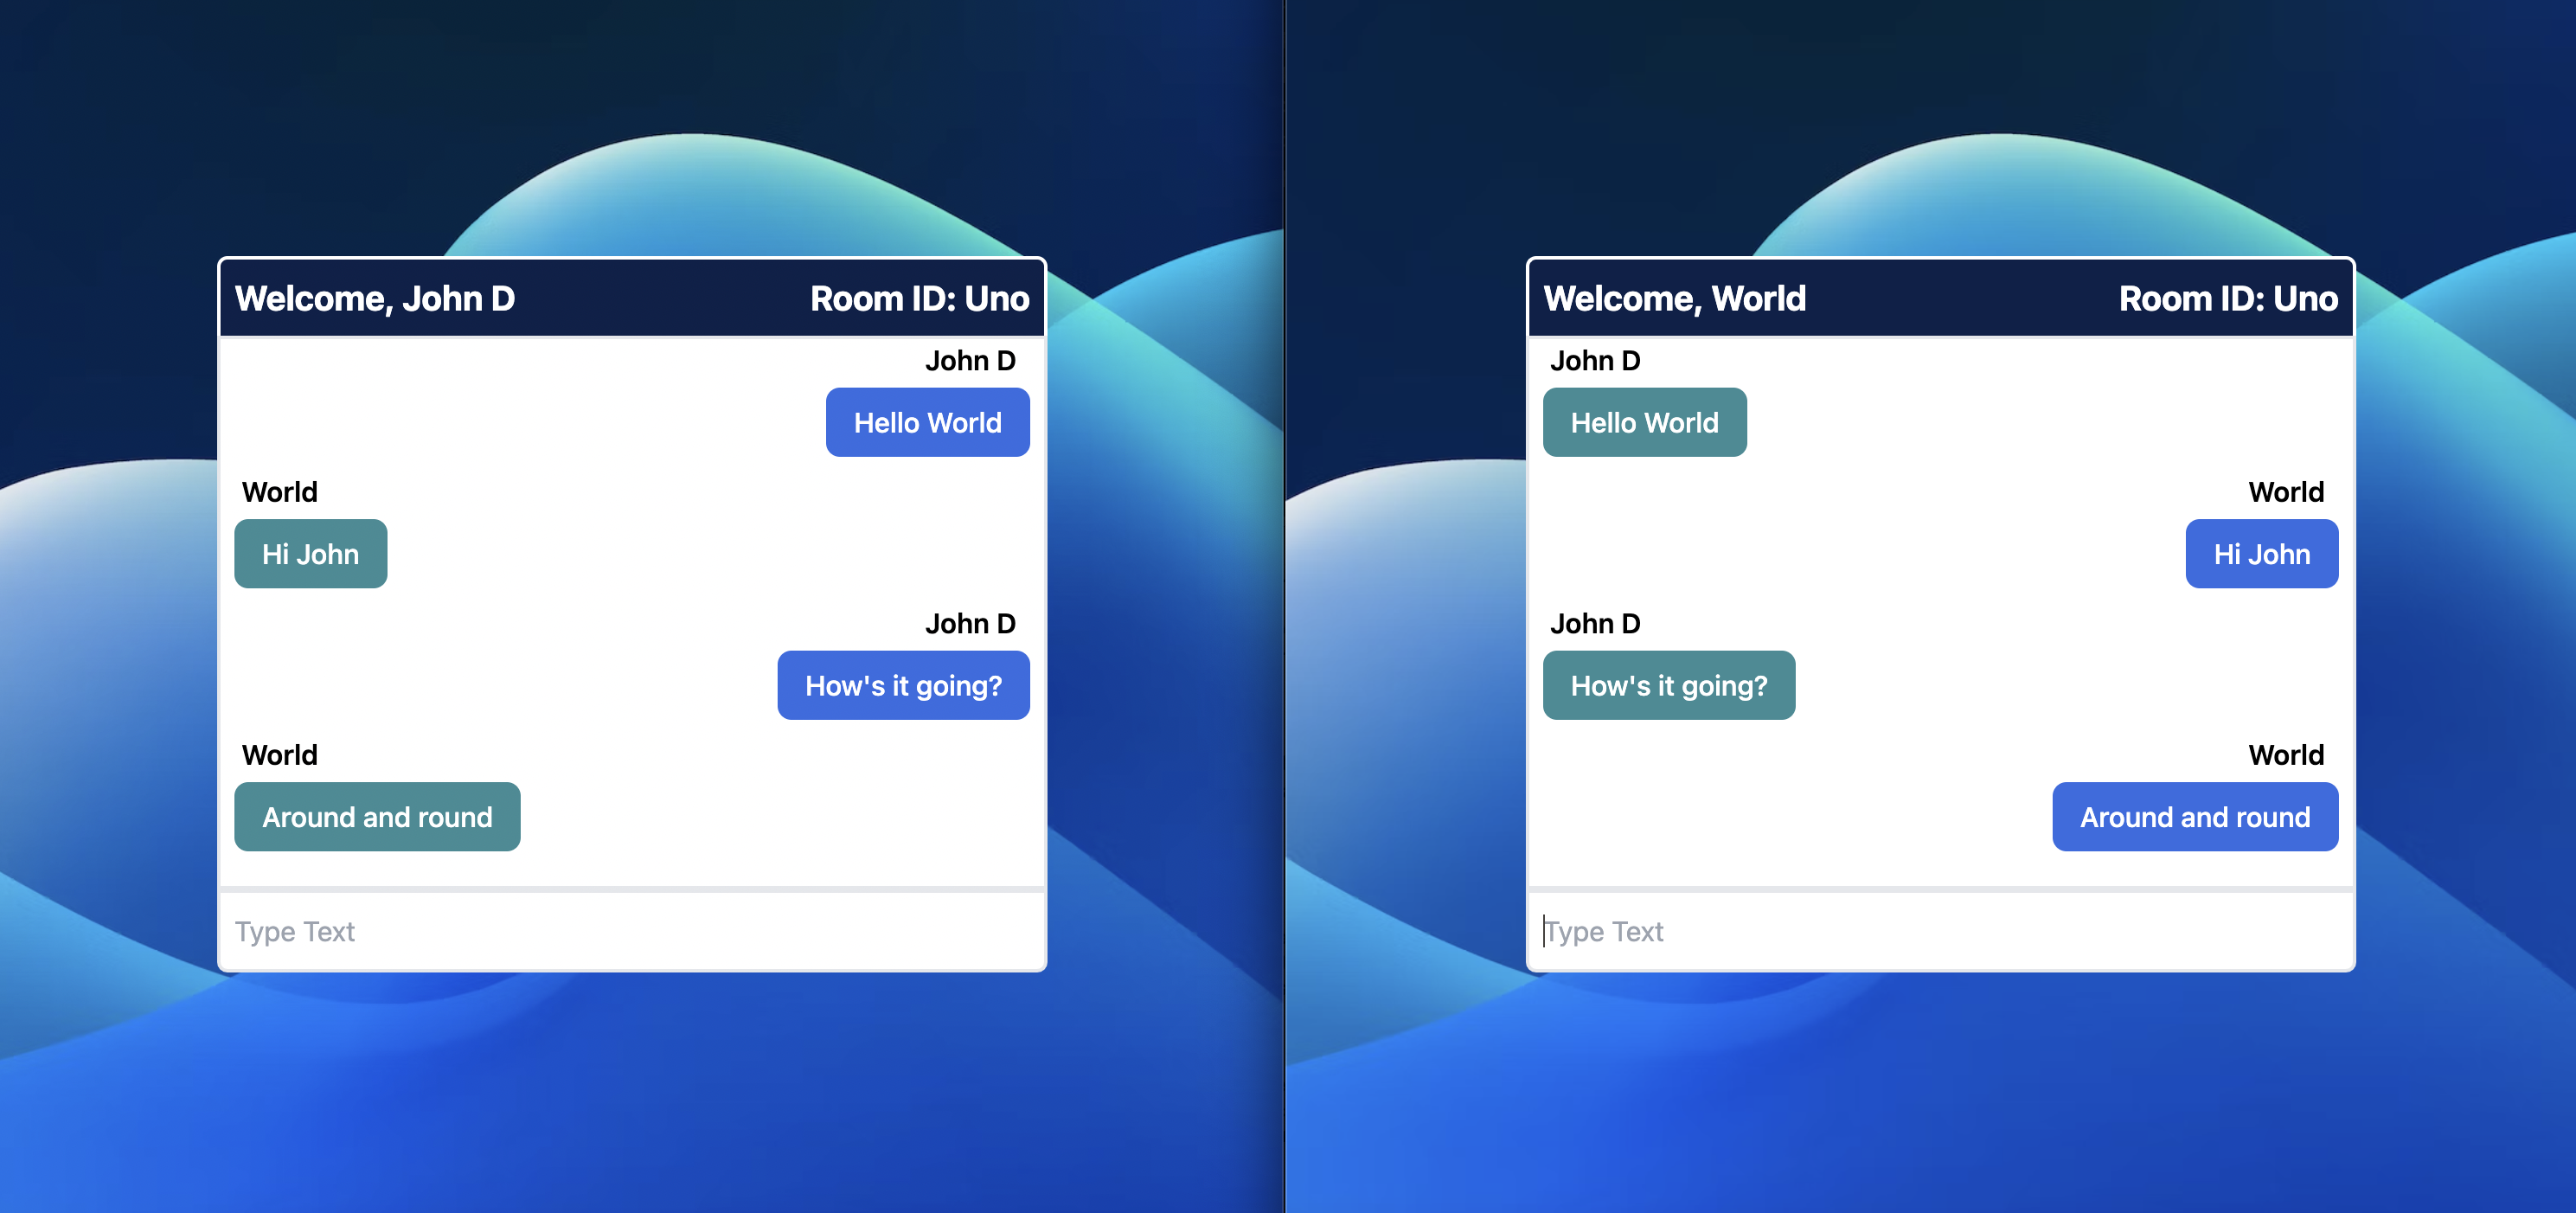 Welcome, John D
Room ID: Uno
John D
Hello World
World
Hi John
John D
How's it going?
World
Around and round
Type Text
Welcome, World
Room ID: Uno
John D
Hello World
World
Hi John
John D
How's it going?
World
Around and round
Type Text